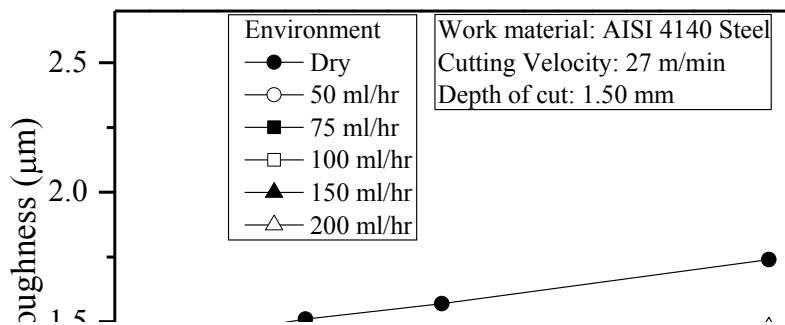 Environment
Dry
50 ml/hr
75 ml/hr
100 ml/hr
150 ml/hr
200 ml/hr
Work material: AISI 4140 Steel
Cutting Velocity: 27 m/min
Depth of cut: 1.50 mm
2.5
2.0
1.5
oughness (μm)